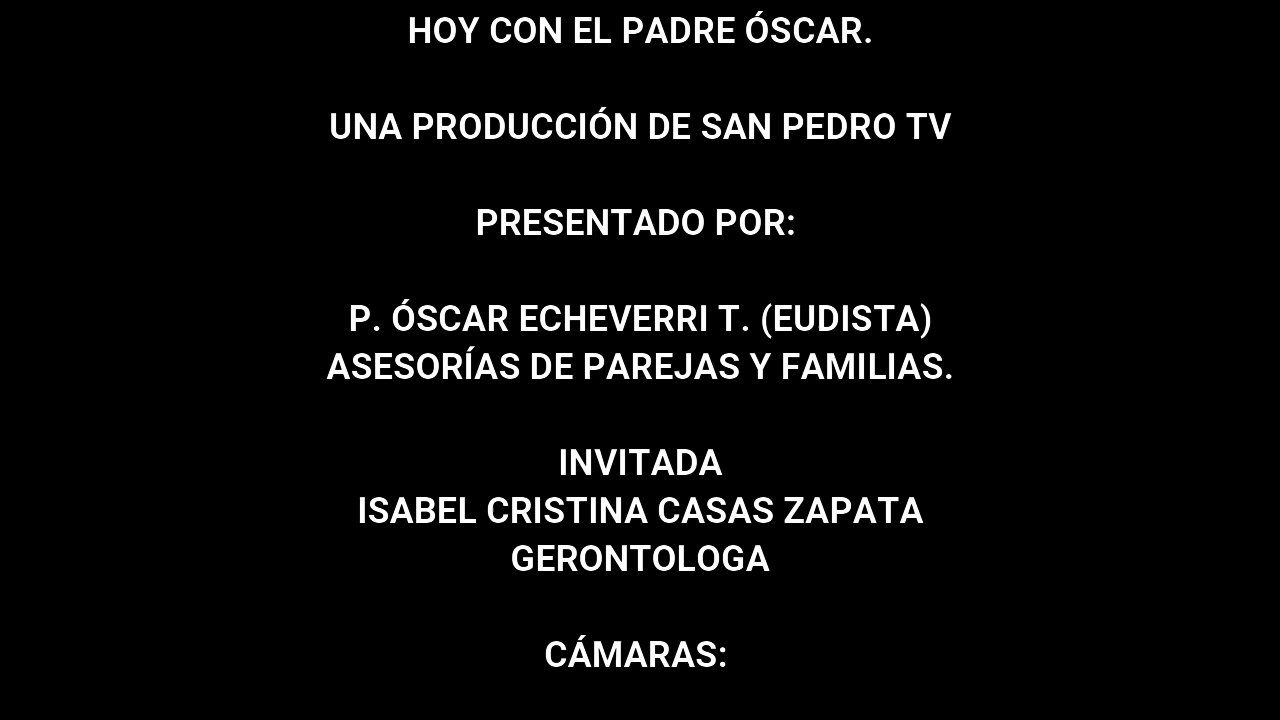 HOY CON EL PADRE ÓSCAR.
UNA PRODUCCIÓN DE SAN PEDRO TV
PRESENTADO POR:
P. ÓSCAR ECHEVERRI T. (EUDISTA)
ASESORÍAS DE PAREJAS Y FAMILIAS.
INVITADA
ISABEL CRISTINA CASAS ZAPATA
GERONTOLOGA
CÁMARAS: